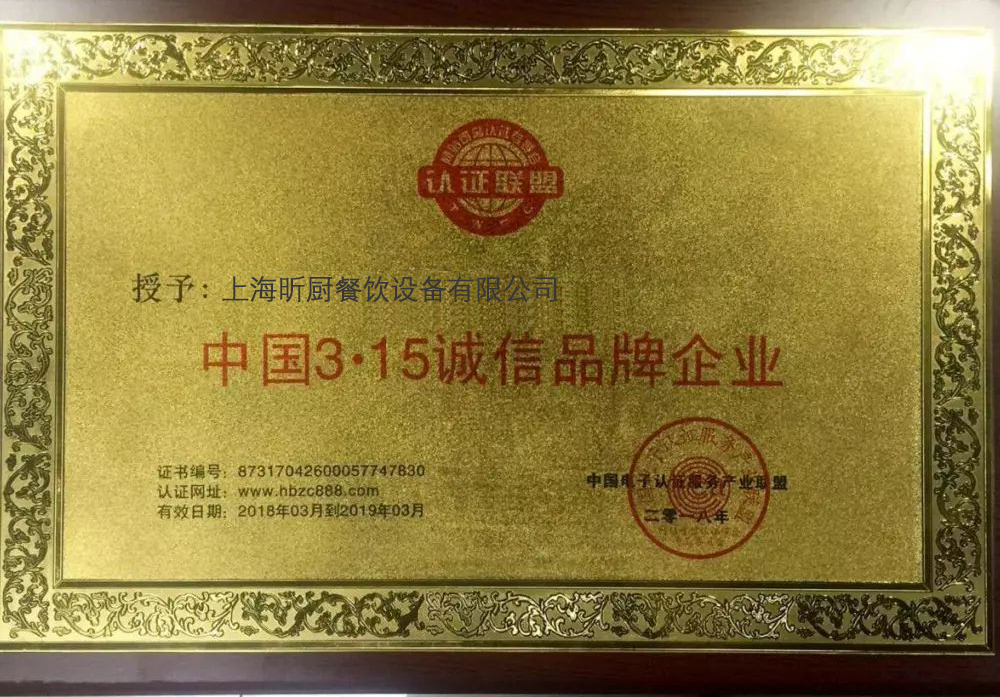 认证联盟
授予：上海昕厨餐饮设备有限公司
中国3·15诚信品牌企业
证书编号：87317042600057747830
认证网址：www.hbzc888.com
有效日期：2018年03月到2019年03月
中国电子认证服务产业联盟
二零一八年